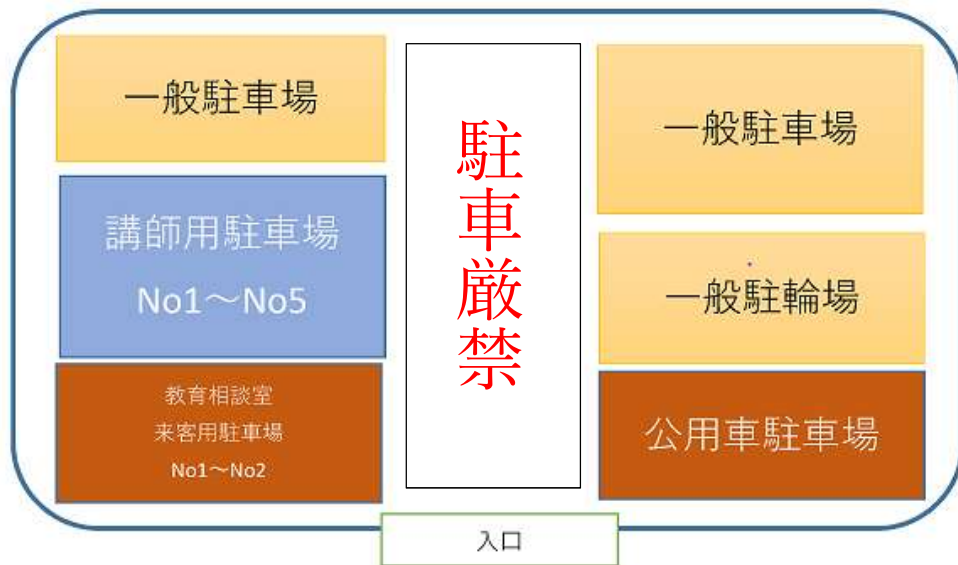 一般駐車場
講師用駐車場
No1～No5
教育相談室
来客用駐車場
No1～No2
駐車厳禁
一般駐車場
一般駐輪場
公用車駐車場
入口